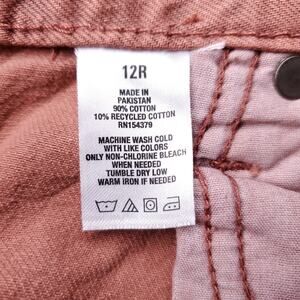 12R
MADE IN
PAKISTAN
90% COTTON
10% RECYCLED COTTON
RN154379
MACHINE WASH COLD
WITH LIKE COLORS
ONLY NON-CHLORINE BLEACH
WHEN NEEDED
TUMBLE DRY LOW
WARM IRON IF NEEDED